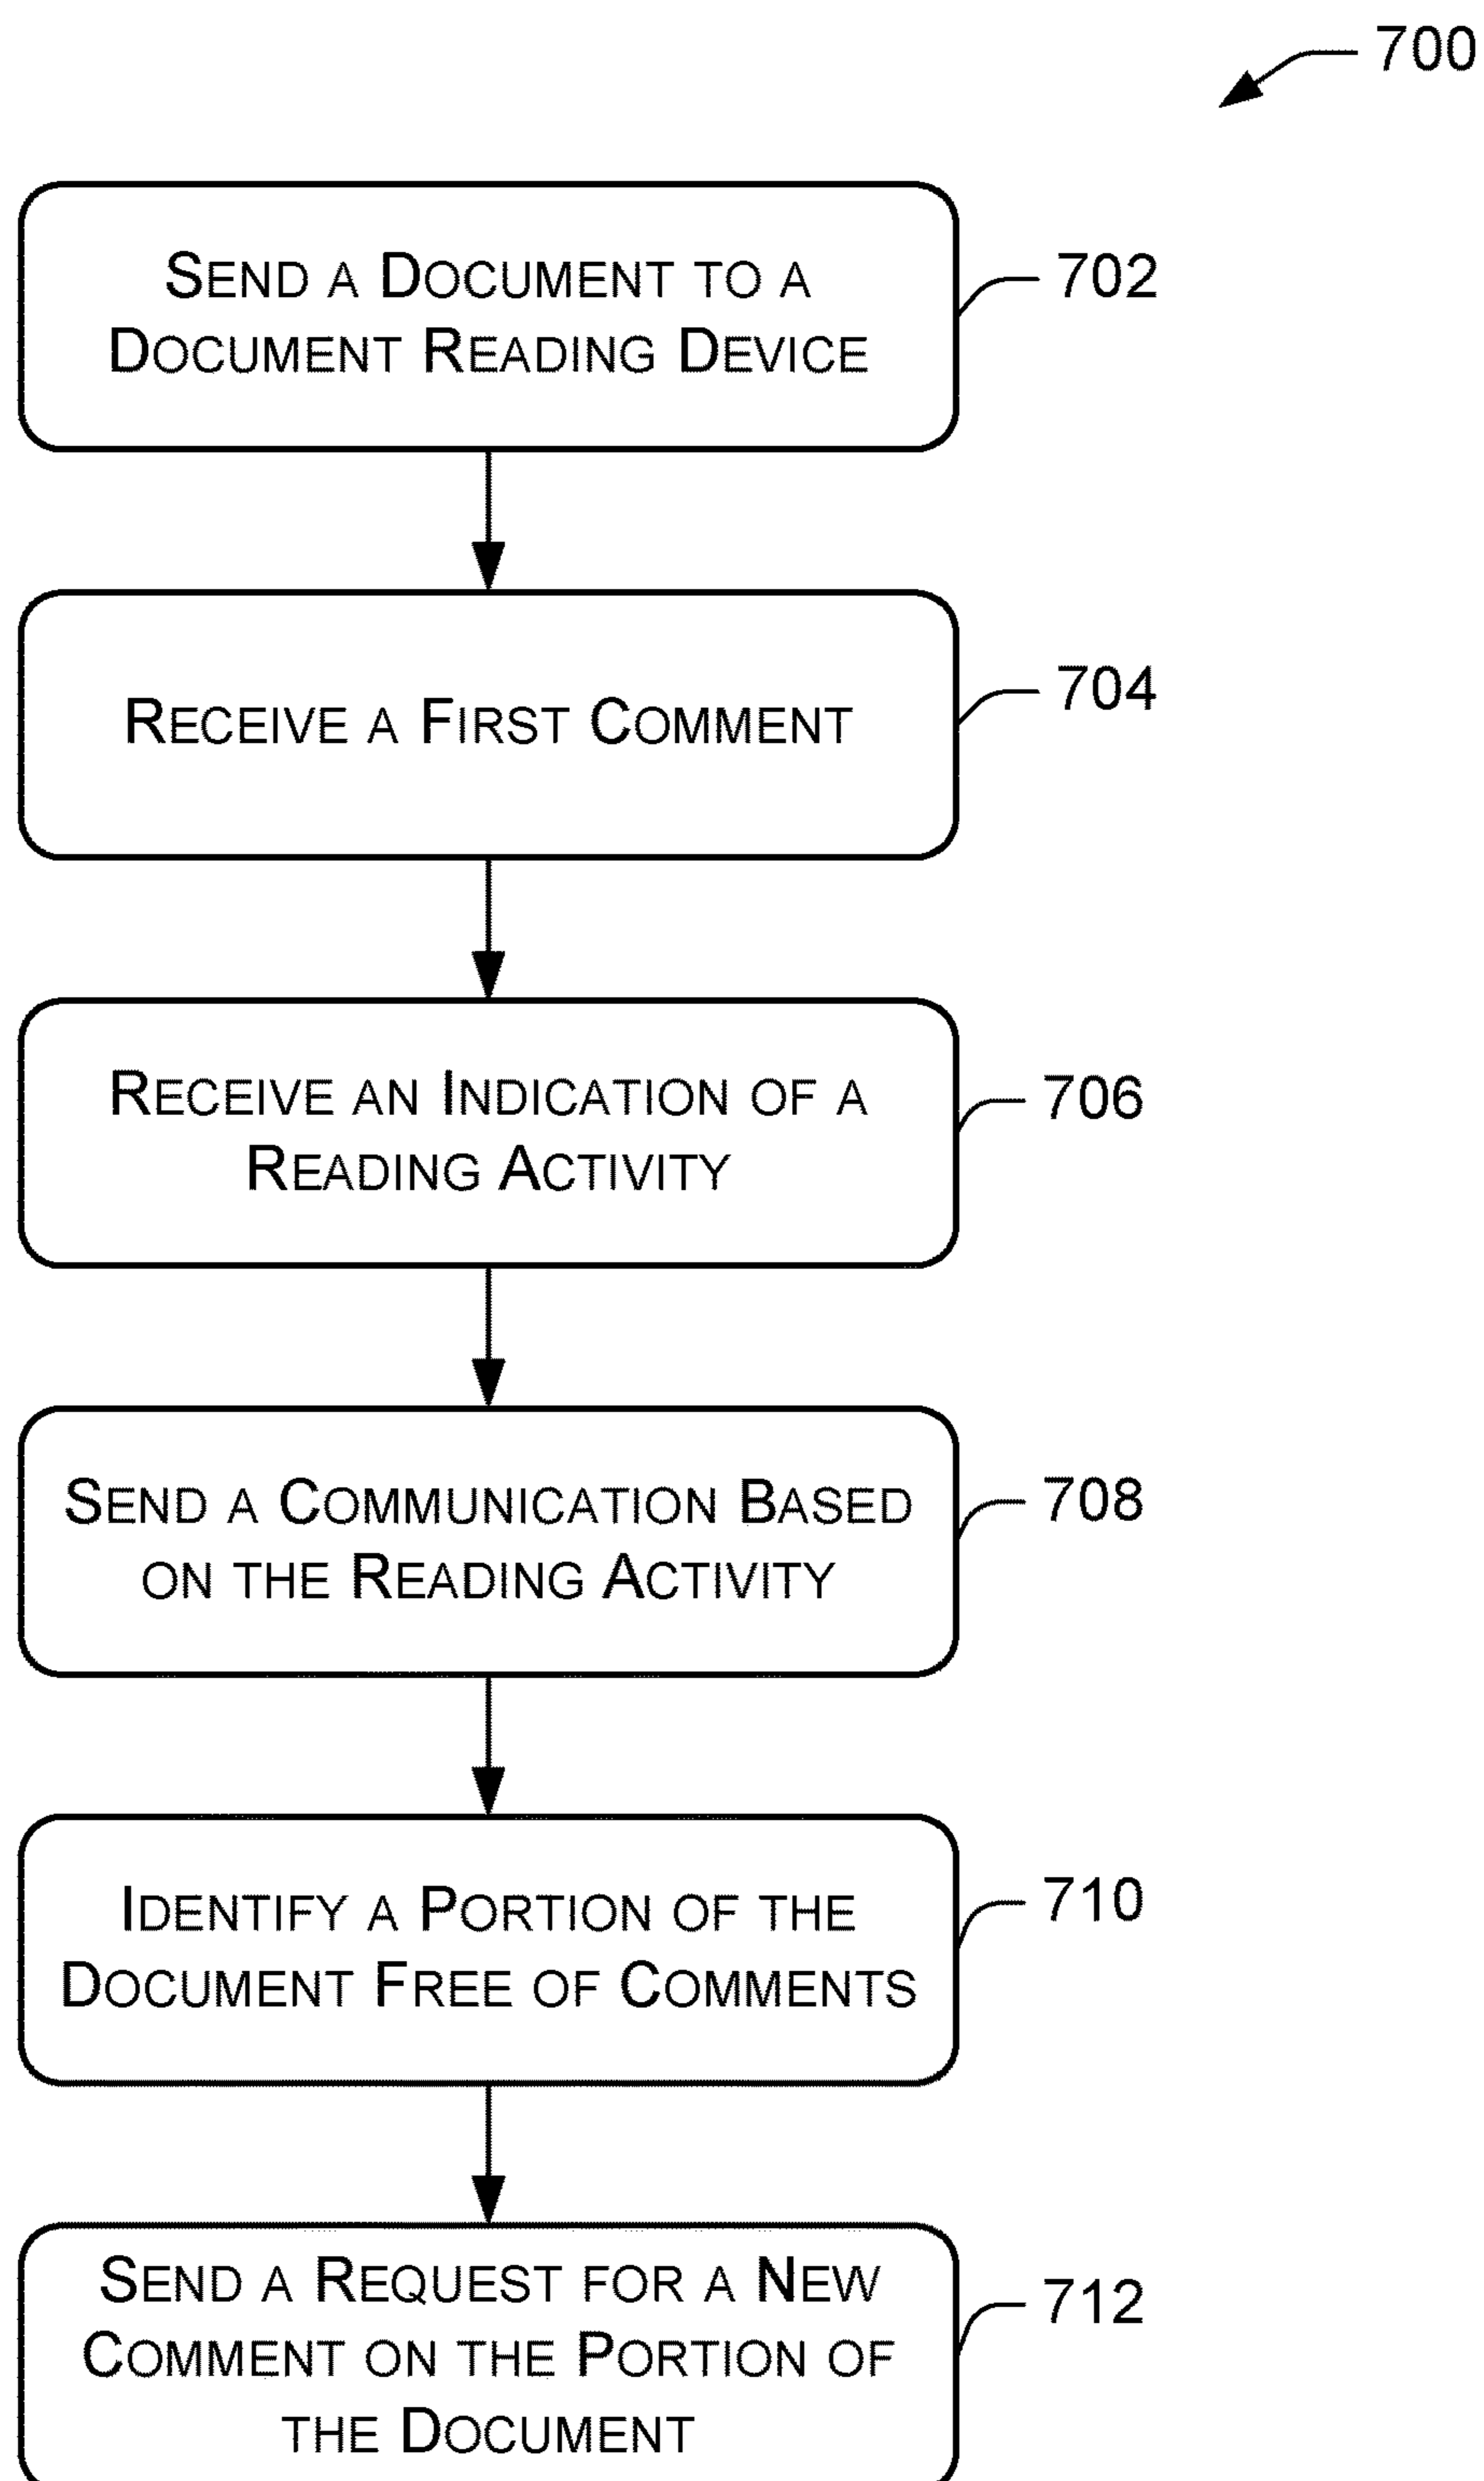 700
SEND A DOCUMENT TO A
DOCUMENT READING DEVICE
702
RECEIVE A FIRST COMMENT
704
RECEIVE AN INDICATION OF A
READING ACTIVITY
706
SEND A COMMUNICATION BASED
ON THE READING ACTIVITY
708
IDENTIFY A PORTION OF THE
DOCUMENT FREE OF COMMENTS
710
SEND A REQUEST FOR A NEW
COMMENT ON THE PORTION OF
THE DOCUMENT
712